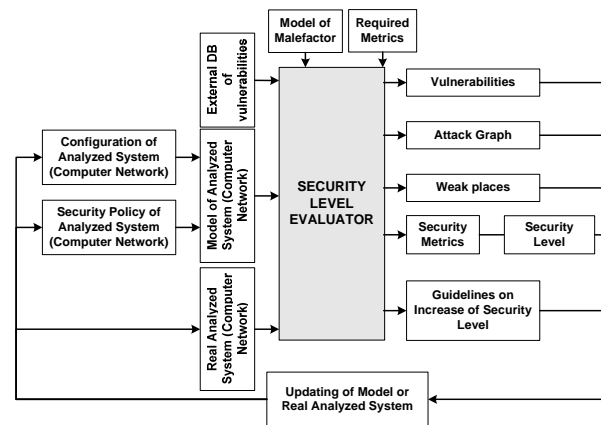 Model of
Malefactor
Required
Metrics
External DB
of
vulnerabilities
Vulnerabilities
Configuration of
Analyzed System
(Computer Network)
Model of Analyzed
System (Computer
Network)
Attack Graph
SECURITY
LEVEL
EVALUATOR
Weak places
Security Policy of
Analyzed System
(Computer Network)
Security
Metrics
Security
Level
Real Analyzed
System (Computer
Network)
Guidelines on
Increase of Security
Level
Updating of Model or
Real Analyzed System